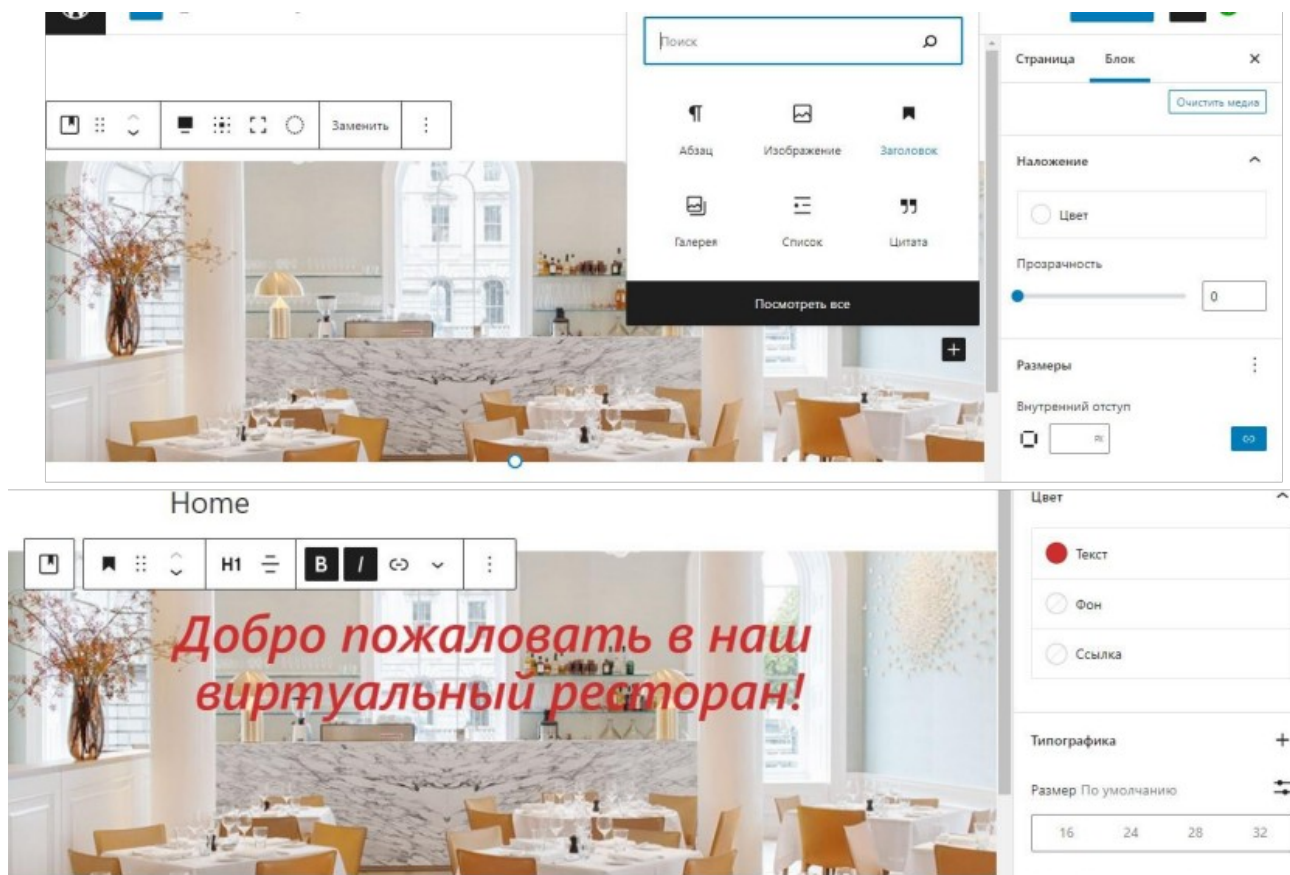 Поиск
Страница Блок
Очистить медиа
Заменить
Абзац Изображение Заголовок
Наложение
Цвет
Галерея Список Цитата
Прозрачность
Посмотреть все
0
Размеры
Внутренний отступ
PX
Home
Цвет
H1 B I
Текст
Фон
Добро пожаловать в наш
виртуальный ресторан!
Ссылка
Типографика
Размер По умолчанию
16 24 28 32